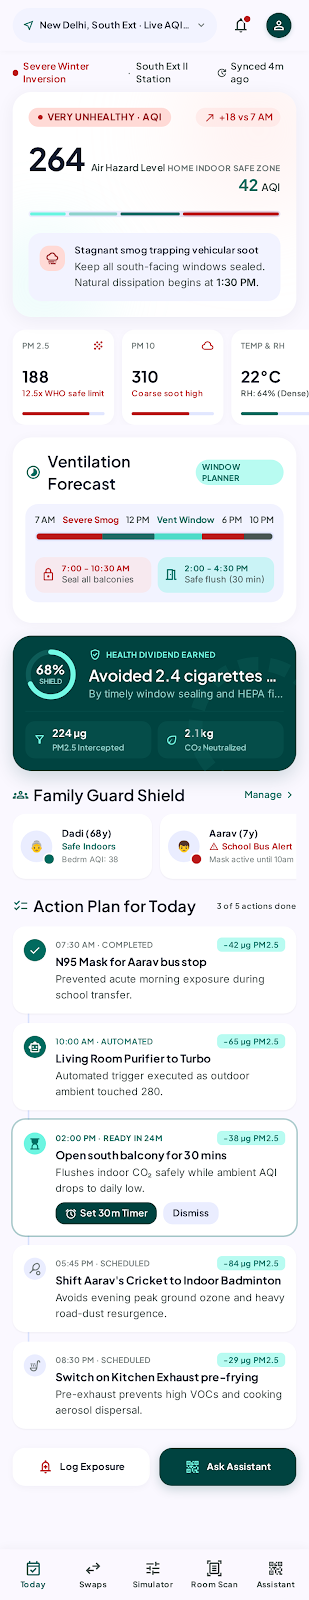 New Delhi, South Ext · Live AQI...
Severe Winter
Inversion
·
South Ext II
Station
Synced 4m
ago
VERY UNHEALTHY · AQI
+18 vs 7 AM
264 Air Hazard Level
HOME INDOOR SAFE ZONE
42 AQI
Stagnant smog trapping vehicular soot
Keep all south-facing windows sealed.
Natural dissipation begins at 1:30 PM.
PM 2.5
188
12.5x WHO safe limit
PM 10
310
Coarse soot high
TEMP & RH
22°C
RH: 64% (Dense)
Ventilation
Forecast
WINDOW
PLANNER
7 AM Severe Smog 12 PM Vent Window 6 PM 10 PM
7:00 - 10:30 AM
Seal all balconies
2:00 - 4:30 PM
Safe flush (30 min)
68%
SHIELD
HEALTH DIVIDEND EARNED
Avoided 2.4 cigarettes ...
By timely window sealing and HEPA fi...
224 µg
PM2.5 Intercepted
2.1 kg
CO₂ Neutralized
Family Guard Shield
Manage
Dadi (68y)
Safe Indoors
Bedrm AQI: 38
Aarav (7y)
School Bus Alert
Mask active until 10am
Action Plan for Today
3 of 5 actions done
07:30 AM · COMPLETED
-42 µg PM2.5
N95 Mask for Aarav bus stop
Prevented acute morning exposure during
school transfer.
10:00 AM · AUTOMATED
-65 µg PM2.5
Living Room Purifier to Turbo
Automated trigger executed as outdoor
ambient touched 280.
02:00 PM · READY IN 24M
-38 µg PM2.5
Open south balcony for 30 mins
Flushes indoor CO₂ safely while ambient AQI
drops to daily low.
Set 30m Timer
Dismiss
05:45 PM · SCHEDULED
-84 µg PM2.5
Shift Aarav's Cricket to Indoor Badminton
Avoids evening peak ground ozone and heavy
road-dust resurgence.
08:30 PM · SCHEDULED
-29 µg PM2.5
Switch on Kitchen Exhaust pre-frying
Pre-exhaust prevents high VOCs and cooking
aerosol dispersal.
Log Exposure
Ask Assistant
Today
Swaps
Simulator
Room Scan
Assistant